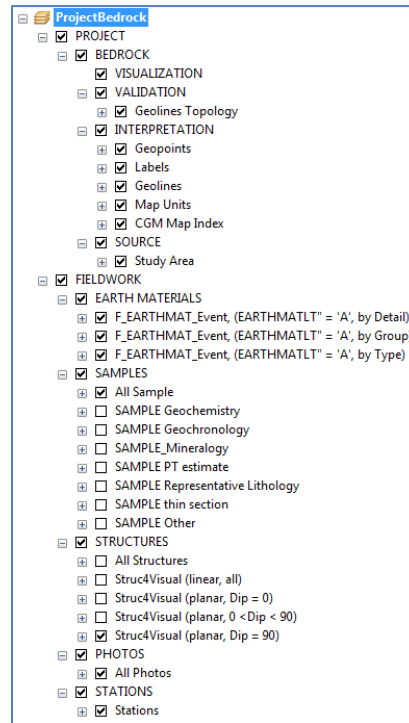 ProjectBedrock
PROJECT
BEDROCK
VISUALIZATION
VALIDATION
Geolines Topology
INTERPRETATION
Geopoints
Labels
Geolines
Map Units
CGM Map Index
SOURCE
Study Area
FIELDWORK
EARTH MATERIALS
F_EARTHMAT_Event, (EARTHMATLT" = 'A', by Detail)
F_EARTHMAT_Event, (EARTHMATLT" = 'A', by Group)
F_EARTHMAT_Event, (EARTHMATLT" = 'A', by Type)
SAMPLES
All Sample
SAMPLE Geochemistry
SAMPLE Geochronology
SAMPLE_Mineralogy
SAMPLE PT estimate
SAMPLE Representative Lithology
SAMPLE thin section
SAMPLE Other
STRUCTURES
All Structures
Struc4Visual (linear, all)
Struc4Visual (planar, Dip = 0)
Struc4Visual (planar, 0 <Dip < 90)
Struc4Visual (planar, Dip = 90)
PHOTOS
All Photos
STATIONS
Stations